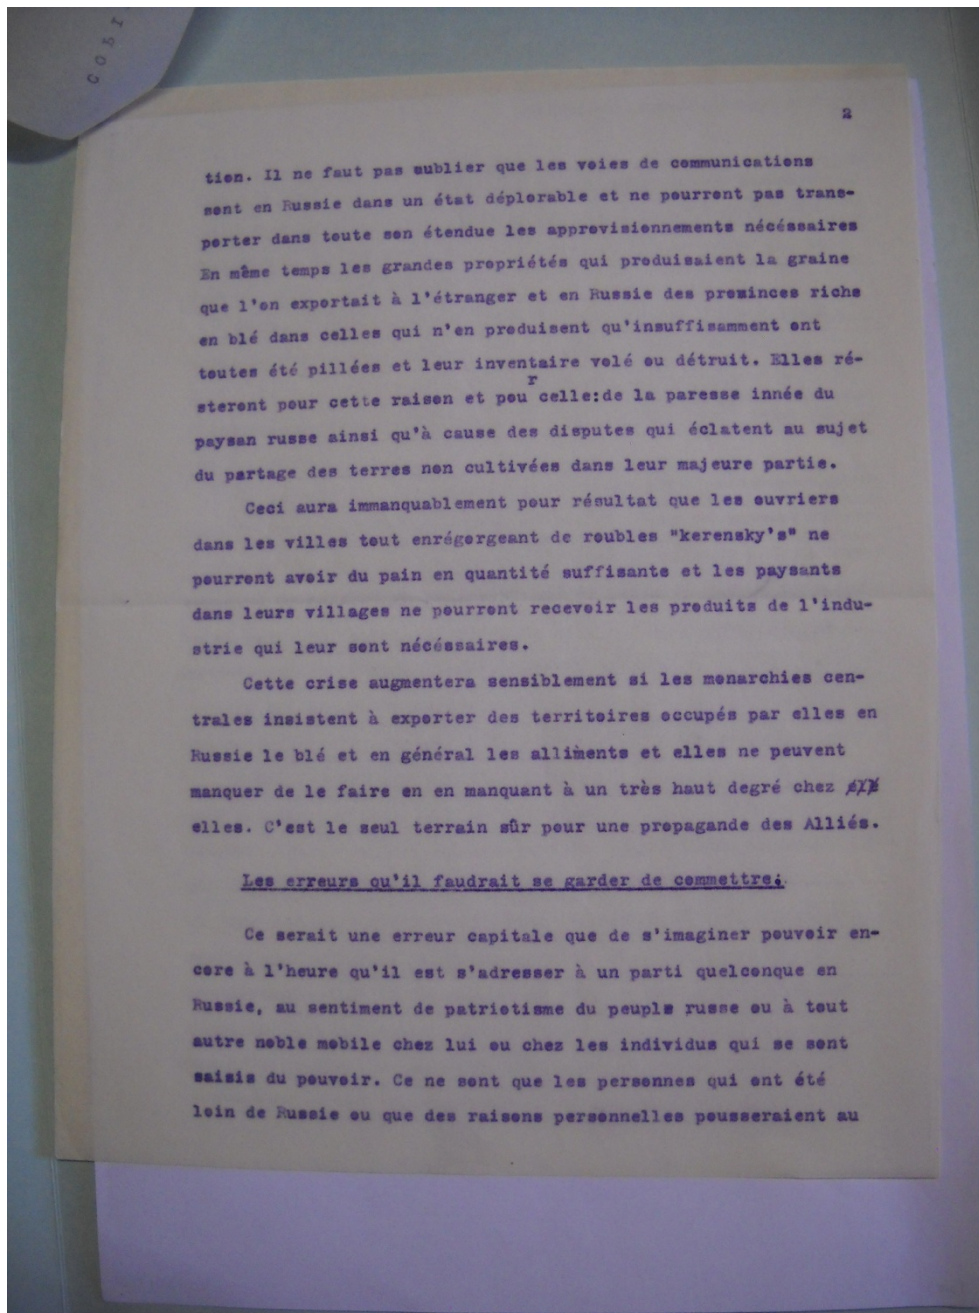 copi
2
tion. Il ne faut pas oublier que les voies de communications
sont en Russie dans un état déplorable et ne pourront pas trans-
porter dans toute son étendue les approvisionnements nécéssaires
En même temps les grandes propriétés qui produisaient la graine
que l'on exportait à l'étranger et en Russie des prominces richs
en blé dans celles qui n'en produisent qu'insuffisamment ont
toutes été pillées et leur inventaire volé ou détruit. Elles ré-
steront pour cette raison et pour celle:de la paresse innée du
paysan russe ainsi qu'à cause des disputes qui éclatent au sujet
du partage des terres non cultivées dans leur majeure partie.
Ceci aura immanquablement pour résultat que les ouvriers
dans les villes tout enrégorgeant de roubles "kerensky's" ne
pourront avoir du pain en quantité suffisante et les paysants
dans leurs villages ne pourront recevoir les produits de l'indu-
strie qui leur sont nécéssaires.
Cette crise augmentera sensiblement si les monarchies cen-
trales insistent à exporter des territoires occupés par elles en
Russie le blé et en général les alliments et elles ne peuvent
manquer de le faire en en manquant à un très haut degré chez
elles. C'est le seul terrain sûr pour une propagande des Alliés.
Les erreurs qu'il faudrait se garder de commettre:
Ce serait une erreur capitale que de s'imaginer pouvoir en-
core à l'heure qu'il est s'adresser à un parti quelconque en
Russie, au sentiment de patriotisme du peuple russe ou à tout
autre noble mobile chez lui ou chez les individus qui se sont
saisis du pouvoir. Ce ne sont que les personnes qui ont été
loin de Russie ou que des raisons personnelles pousseraient au